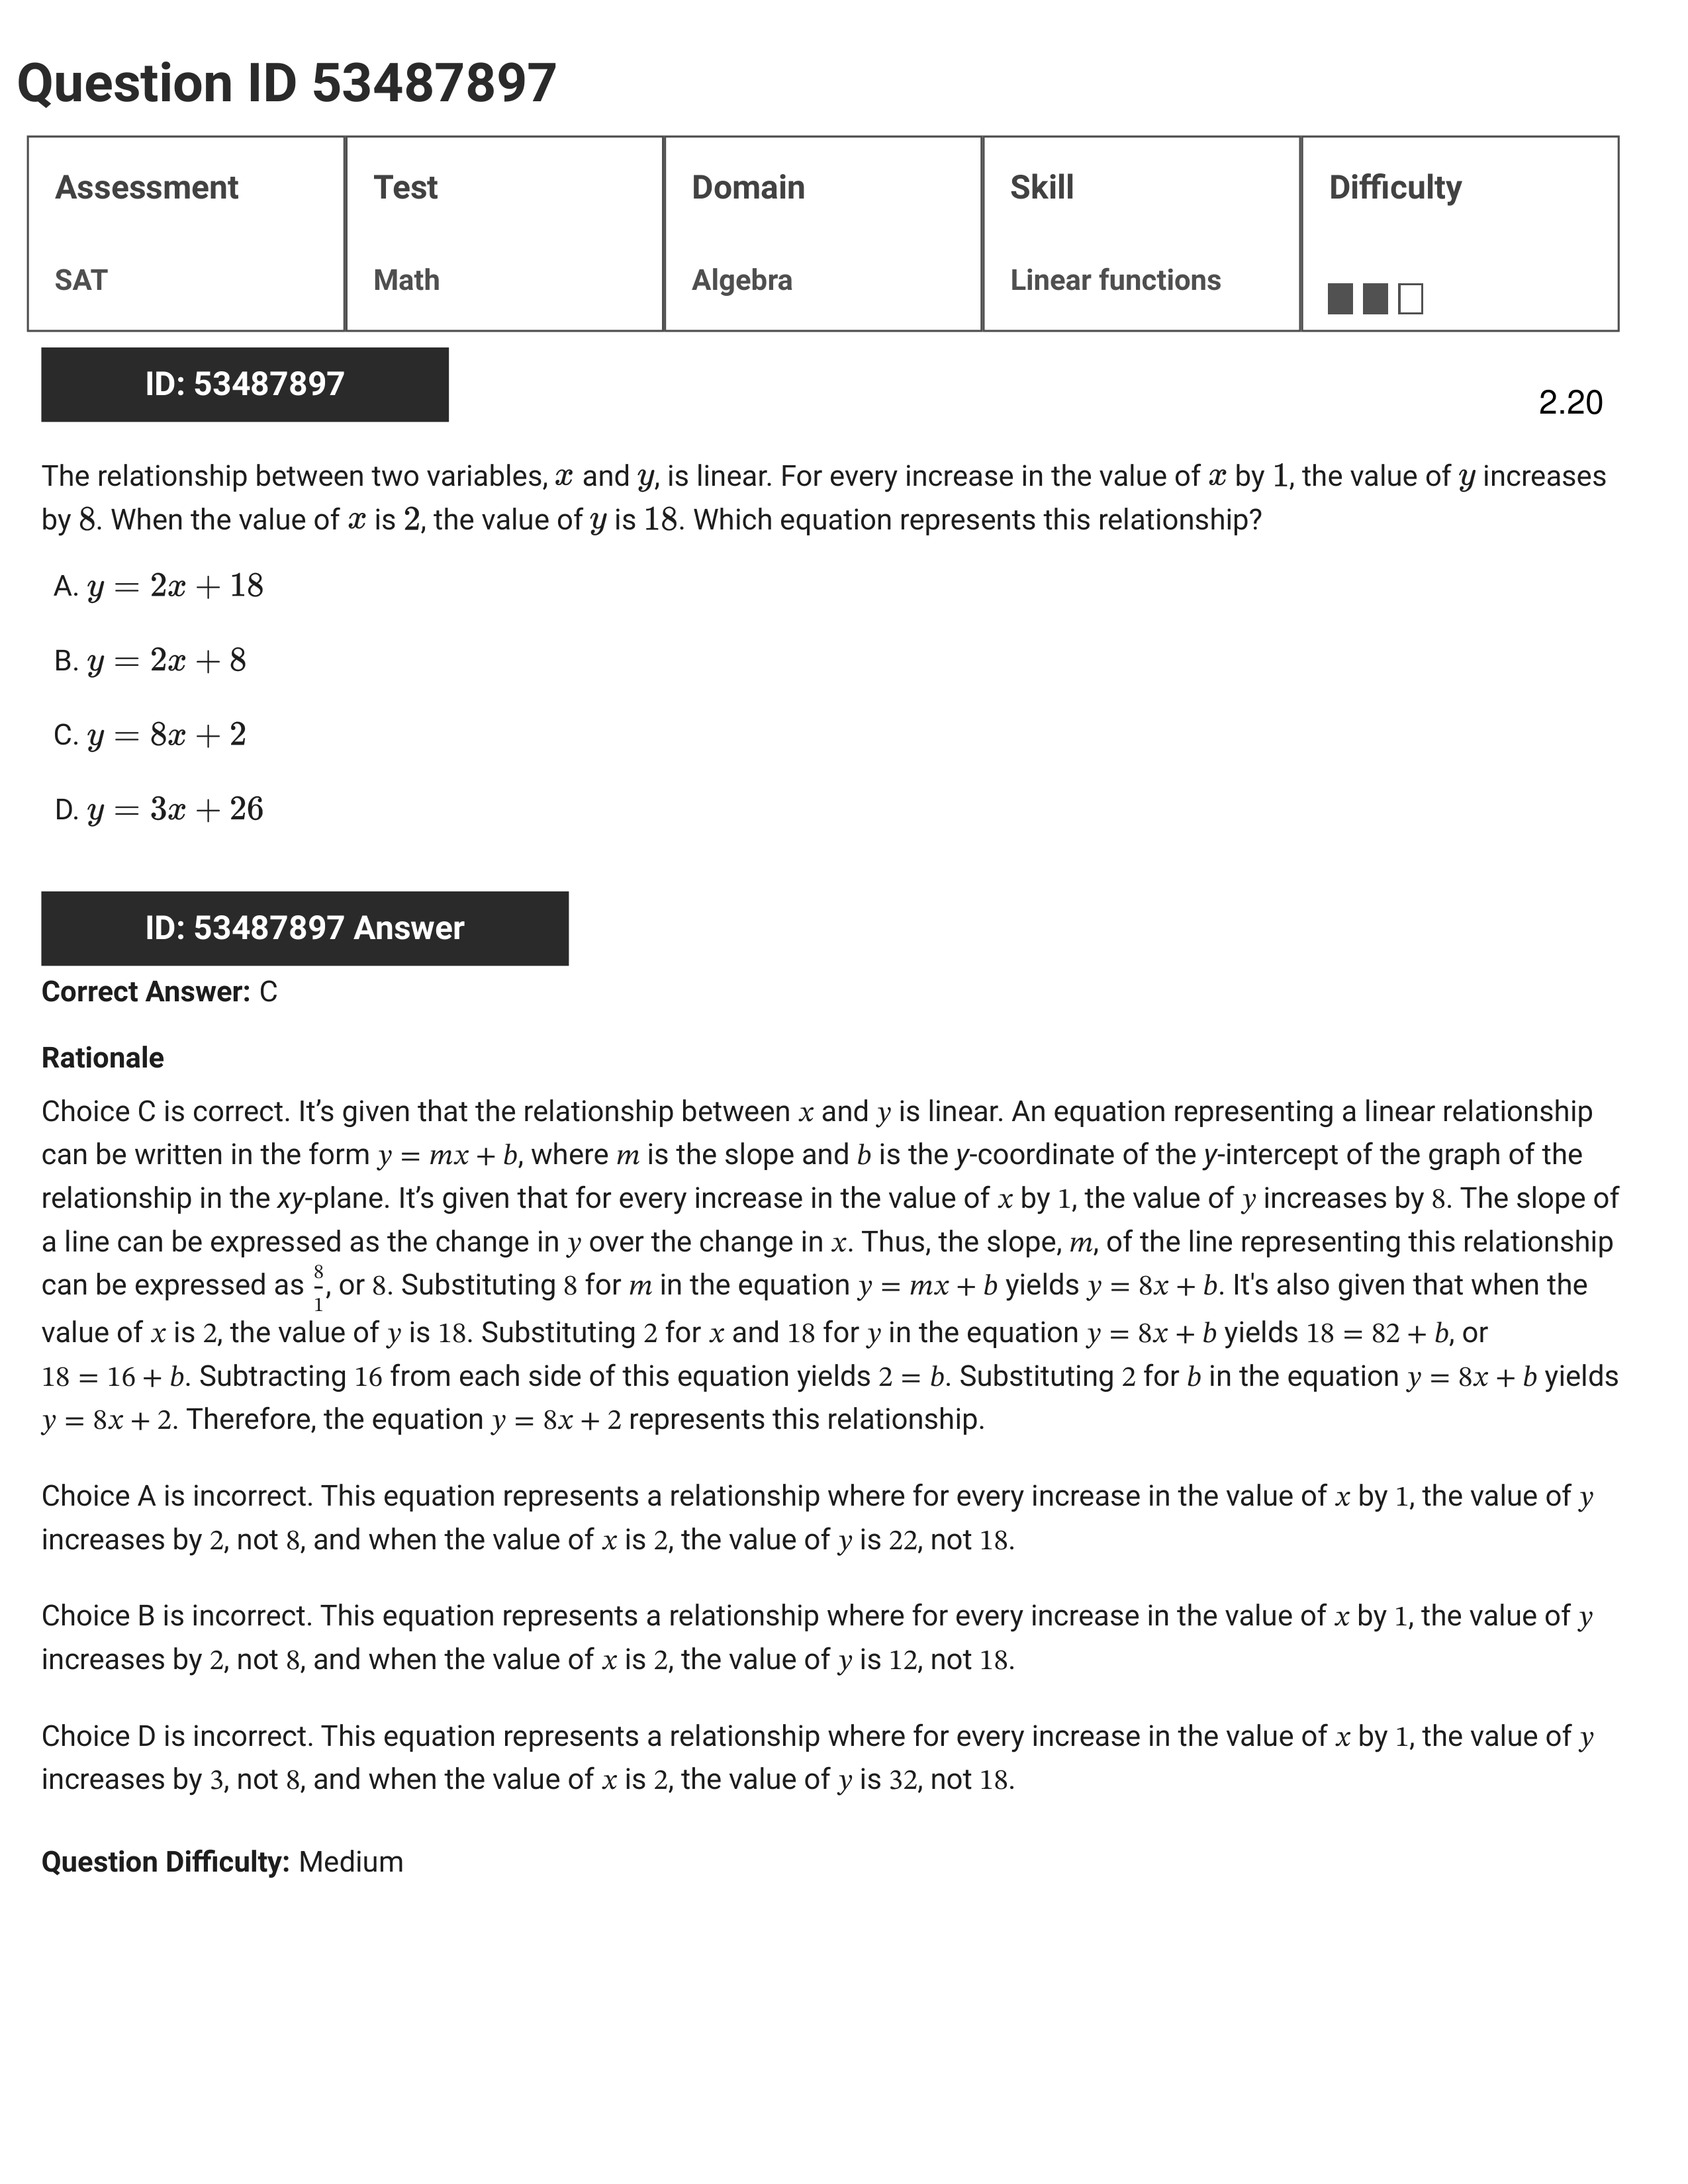 Question ID 53487897
Assessment Test Domain Skill Difficulty
SAT Math Algebra Linear functions
ID: 53487897
2.20
The relationship between two variables, x and y, is linear. For every increase in the value of x by 1, the value of y increases
by 8. When the value of x is 2, the value of y is 18. Which equation represents this relationship?
A. y = 2x + 18
B. y = 2x + 8
C. y = 8x + 2
D. y = 3x + 26
ID: 53487897 Answer
Correct Answer: C
Rationale
Choice C is correct. It’s given that the relationship between x and y is linear. An equation representing a linear relationship
can be written in the form y = mx + b, where m is the slope and b is the y-coordinate of the y-intercept of the graph of the
relationship in the xy-plane. It’s given that for every increase in the value of x by 1, the value of y increases by 8. The slope of
a line can be expressed as the change in y over the change in x. Thus, the slope, m, of the line representing this relationship
can be expressed as 8/1, or 8. Substituting 8 for m in the equation y = mx + b yields y = 8x + b. It's also given that when the
value of x is 2, the value of y is 18. Substituting 2 for x and 18 for y in the equation y = 8x + b yields 18 = 82 + b, or
18 = 16 + b. Subtracting 16 from each side of this equation yields 2 = b. Substituting 2 for b in the equation y = 8x + b yields
y = 8x + 2. Therefore, the equation y = 8x + 2 represents this relationship.
Choice A is incorrect. This equation represents a relationship where for every increase in the value of x by 1, the value of y
increases by 2, not 8, and when the value of x is 2, the value of y is 22, not 18.
Choice B is incorrect. This equation represents a relationship where for every increase in the value of x by 1, the value of y
increases by 2, not 8, and when the value of x is 2, the value of y is 12, not 18.
Choice D is incorrect. This equation represents a relationship where for every increase in the value of x by 1, the value of y
increases by 3, not 8, and when the value of x is 2, the value of y is 32, not 18.
Question Difficulty: Medium